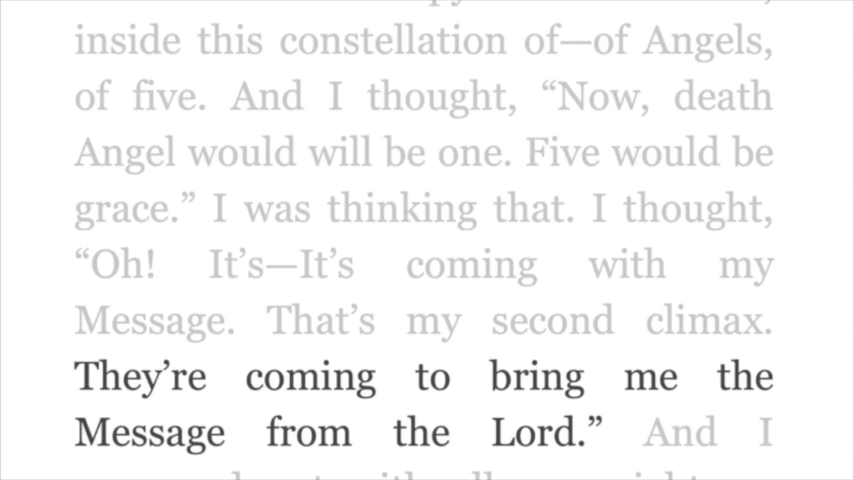 inside this constellation of—of Angels,
of five. And I thought, “Now, death
Angel would will be one. Five would be
grace.” I was thinking that. I thought,
“Oh! It’s—It’s coming with my
Message. That’s my second climax.
They’re coming to bring me the
Message from the Lord.” And I